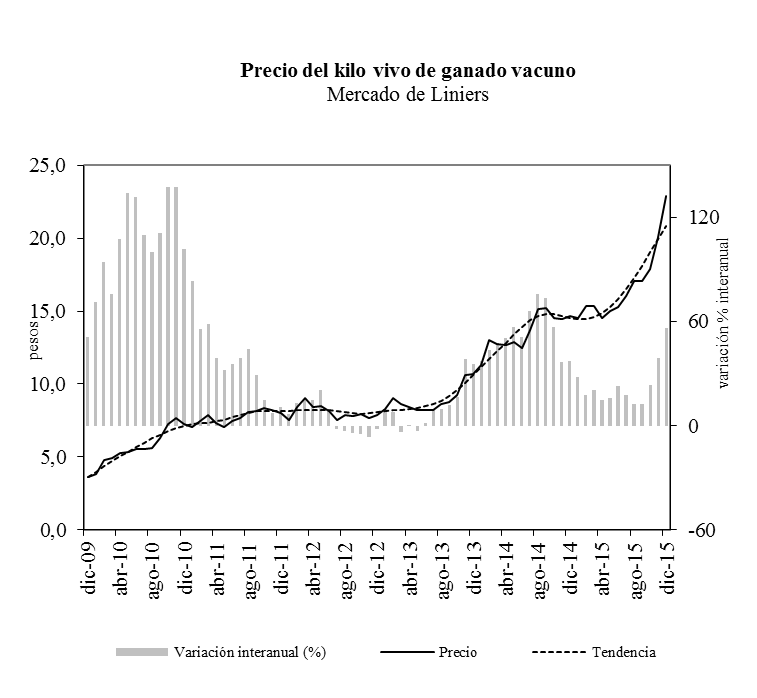 Precio del kilo vivo de ganado vacuno
Mercado de Liniers
25,0
20,0
15,0
10,0
5,0
0,0
pesos
120
60
0
-60
variación % interanual
dic-09
abr-10
ago-10
dic-10
abr-11
ago-11
dic-11
abr-12
ago-12
dic-12
abr-13
ago-13
dic-13
abr-14
ago-14
dic-14
abr-15
ago-15
dic-15
Variación interanual (%)
Precio
Tendencia